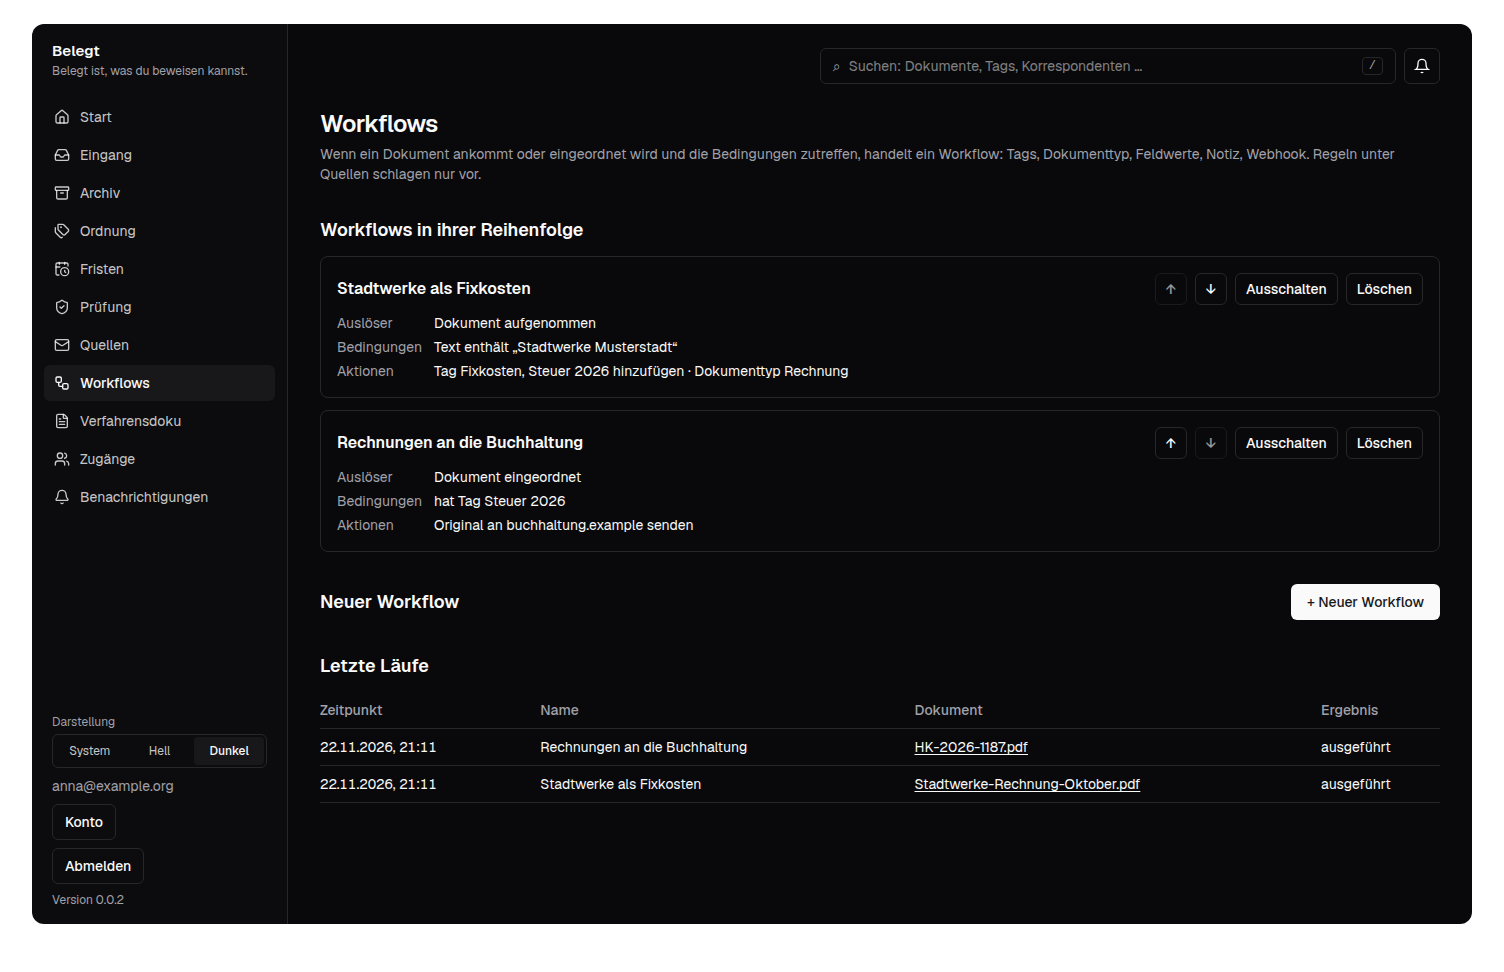 Belegt
Belegt ist, was du beweisen kannst.
Start
Eingang
Archiv
Ordnung
Fristen
Prüfung
Quellen
Workflows
Verfahrensdoku
Zugänge
Benachrichtigungen
Darstellung
System Hell Dunkel
anna@example.org
Konto
Abmelden
Version 0.0.2
Suchen: Dokumente, Tags, Korrespondenten … /
Workflows
Wenn ein Dokument ankommt oder eingeordnet wird und die Bedingungen zutreffen, handelt ein Workflow: Tags, Dokumenttyp, Feldwerte, Notiz, Webhook. Regeln unter
Quellen schlagen nur vor.
Workflows in ihrer Reihenfolge
Stadtwerke als Fixkosten ↑ ↓ Ausschalten Löschen
Auslöser Dokument aufgenommen
Bedingungen Text enthält „Stadtwerke Musterstadt“
Aktionen Tag Fixkosten, Steuer 2026 hinzufügen · Dokumenttyp Rechnung
Rechnungen an die Buchhaltung ↑ ↓ Ausschalten Löschen
Auslöser Dokument eingeordnet
Bedingungen hat Tag Steuer 2026
Aktionen Original an buchhaltung.example senden
Neuer Workflow + Neuer Workflow
Letzte Läufe
Zeitpunkt Name Dokument Ergebnis
22.11.2026, 21:11 Rechnungen an die Buchhaltung HK-2026-1187.pdf ausgeführt
22.11.2026, 21:11 Stadtwerke als Fixkosten Stadtwerke-Rechnung-Oktober.pdf ausgeführt